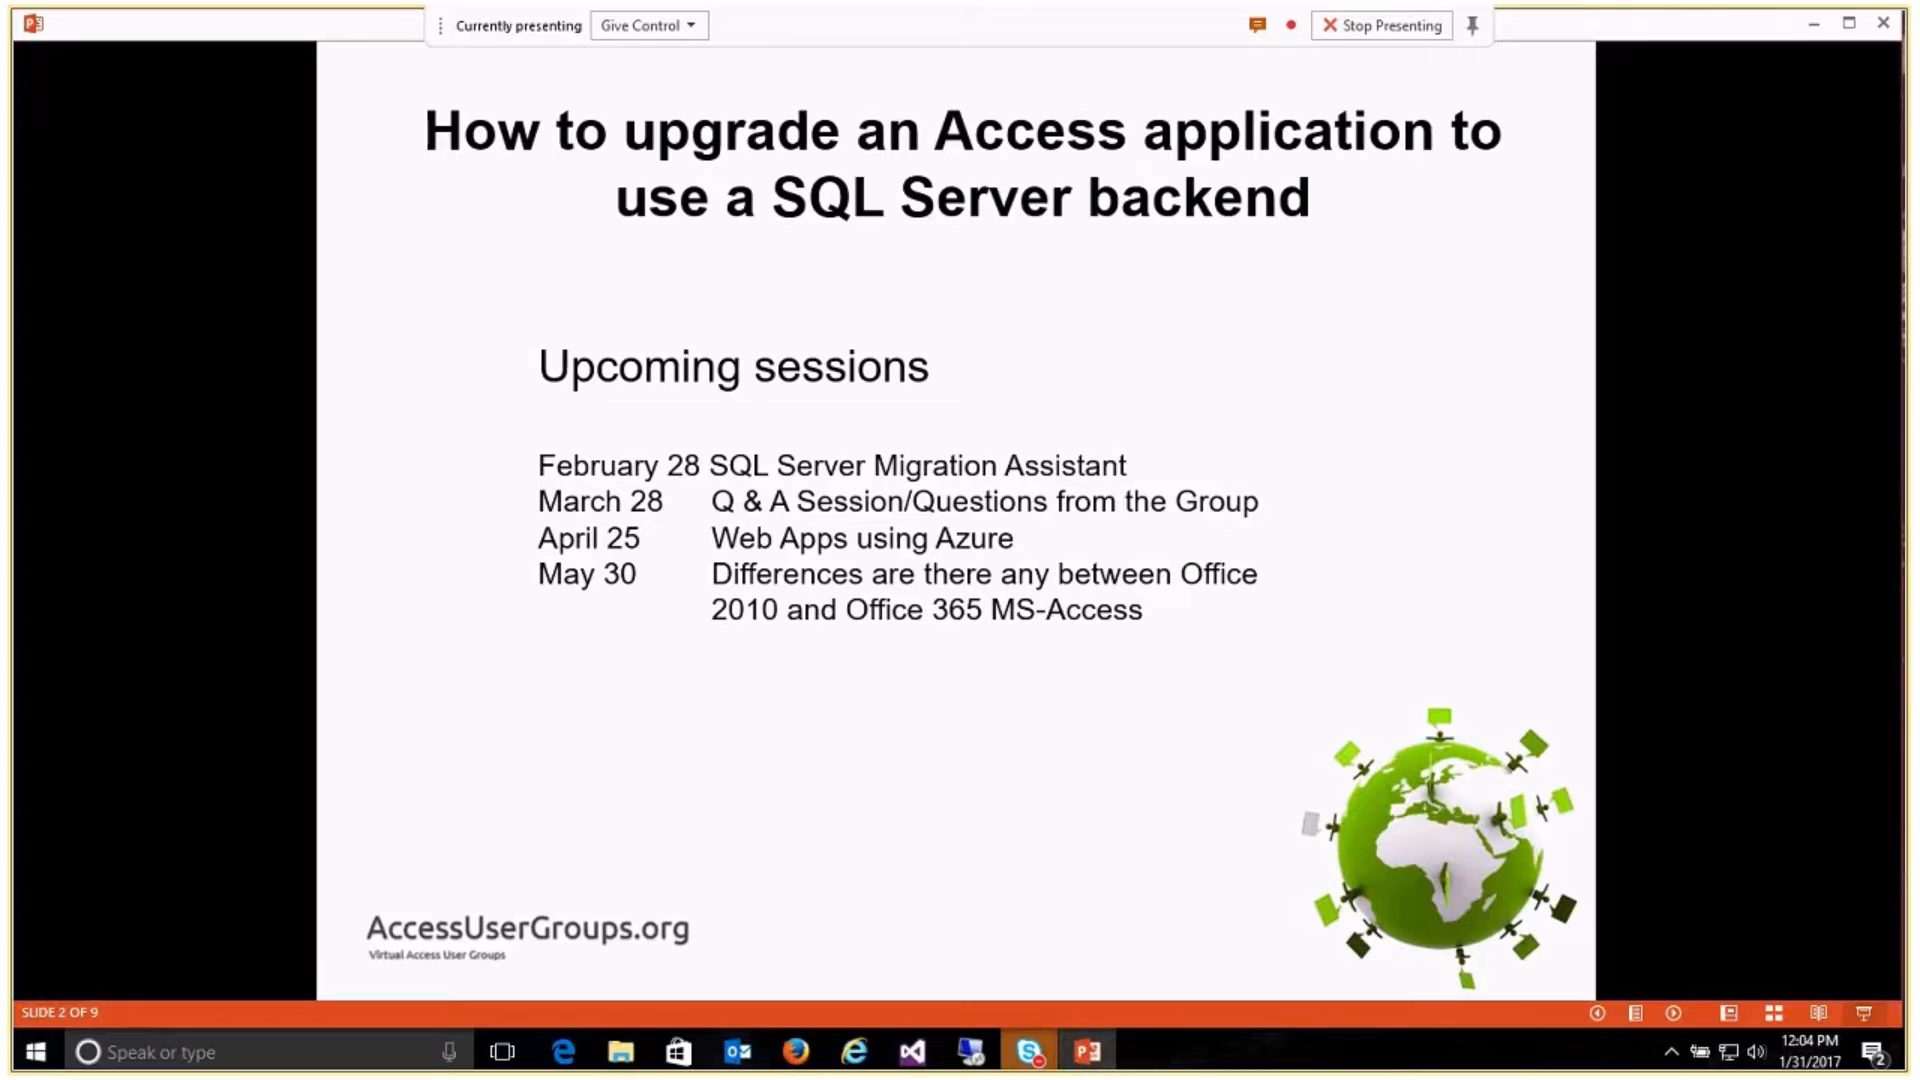 Currently presenting Give Control Stop Presenting
How to upgrade an Access application to
use a SQL Server backend
Upcoming sessions
February 28 SQL Server Migration Assistant
March 28 Q & A Session/Questions from the Group
April 25 Web Apps using Azure
May 30 Differences are there any between Office
2010 and Office 365 MS-Access
AccessUserGroups.org
Virtual Access User Groups
SLIDE 2 OF 9
Speak or type
12:04 PM
1/31/2017
2